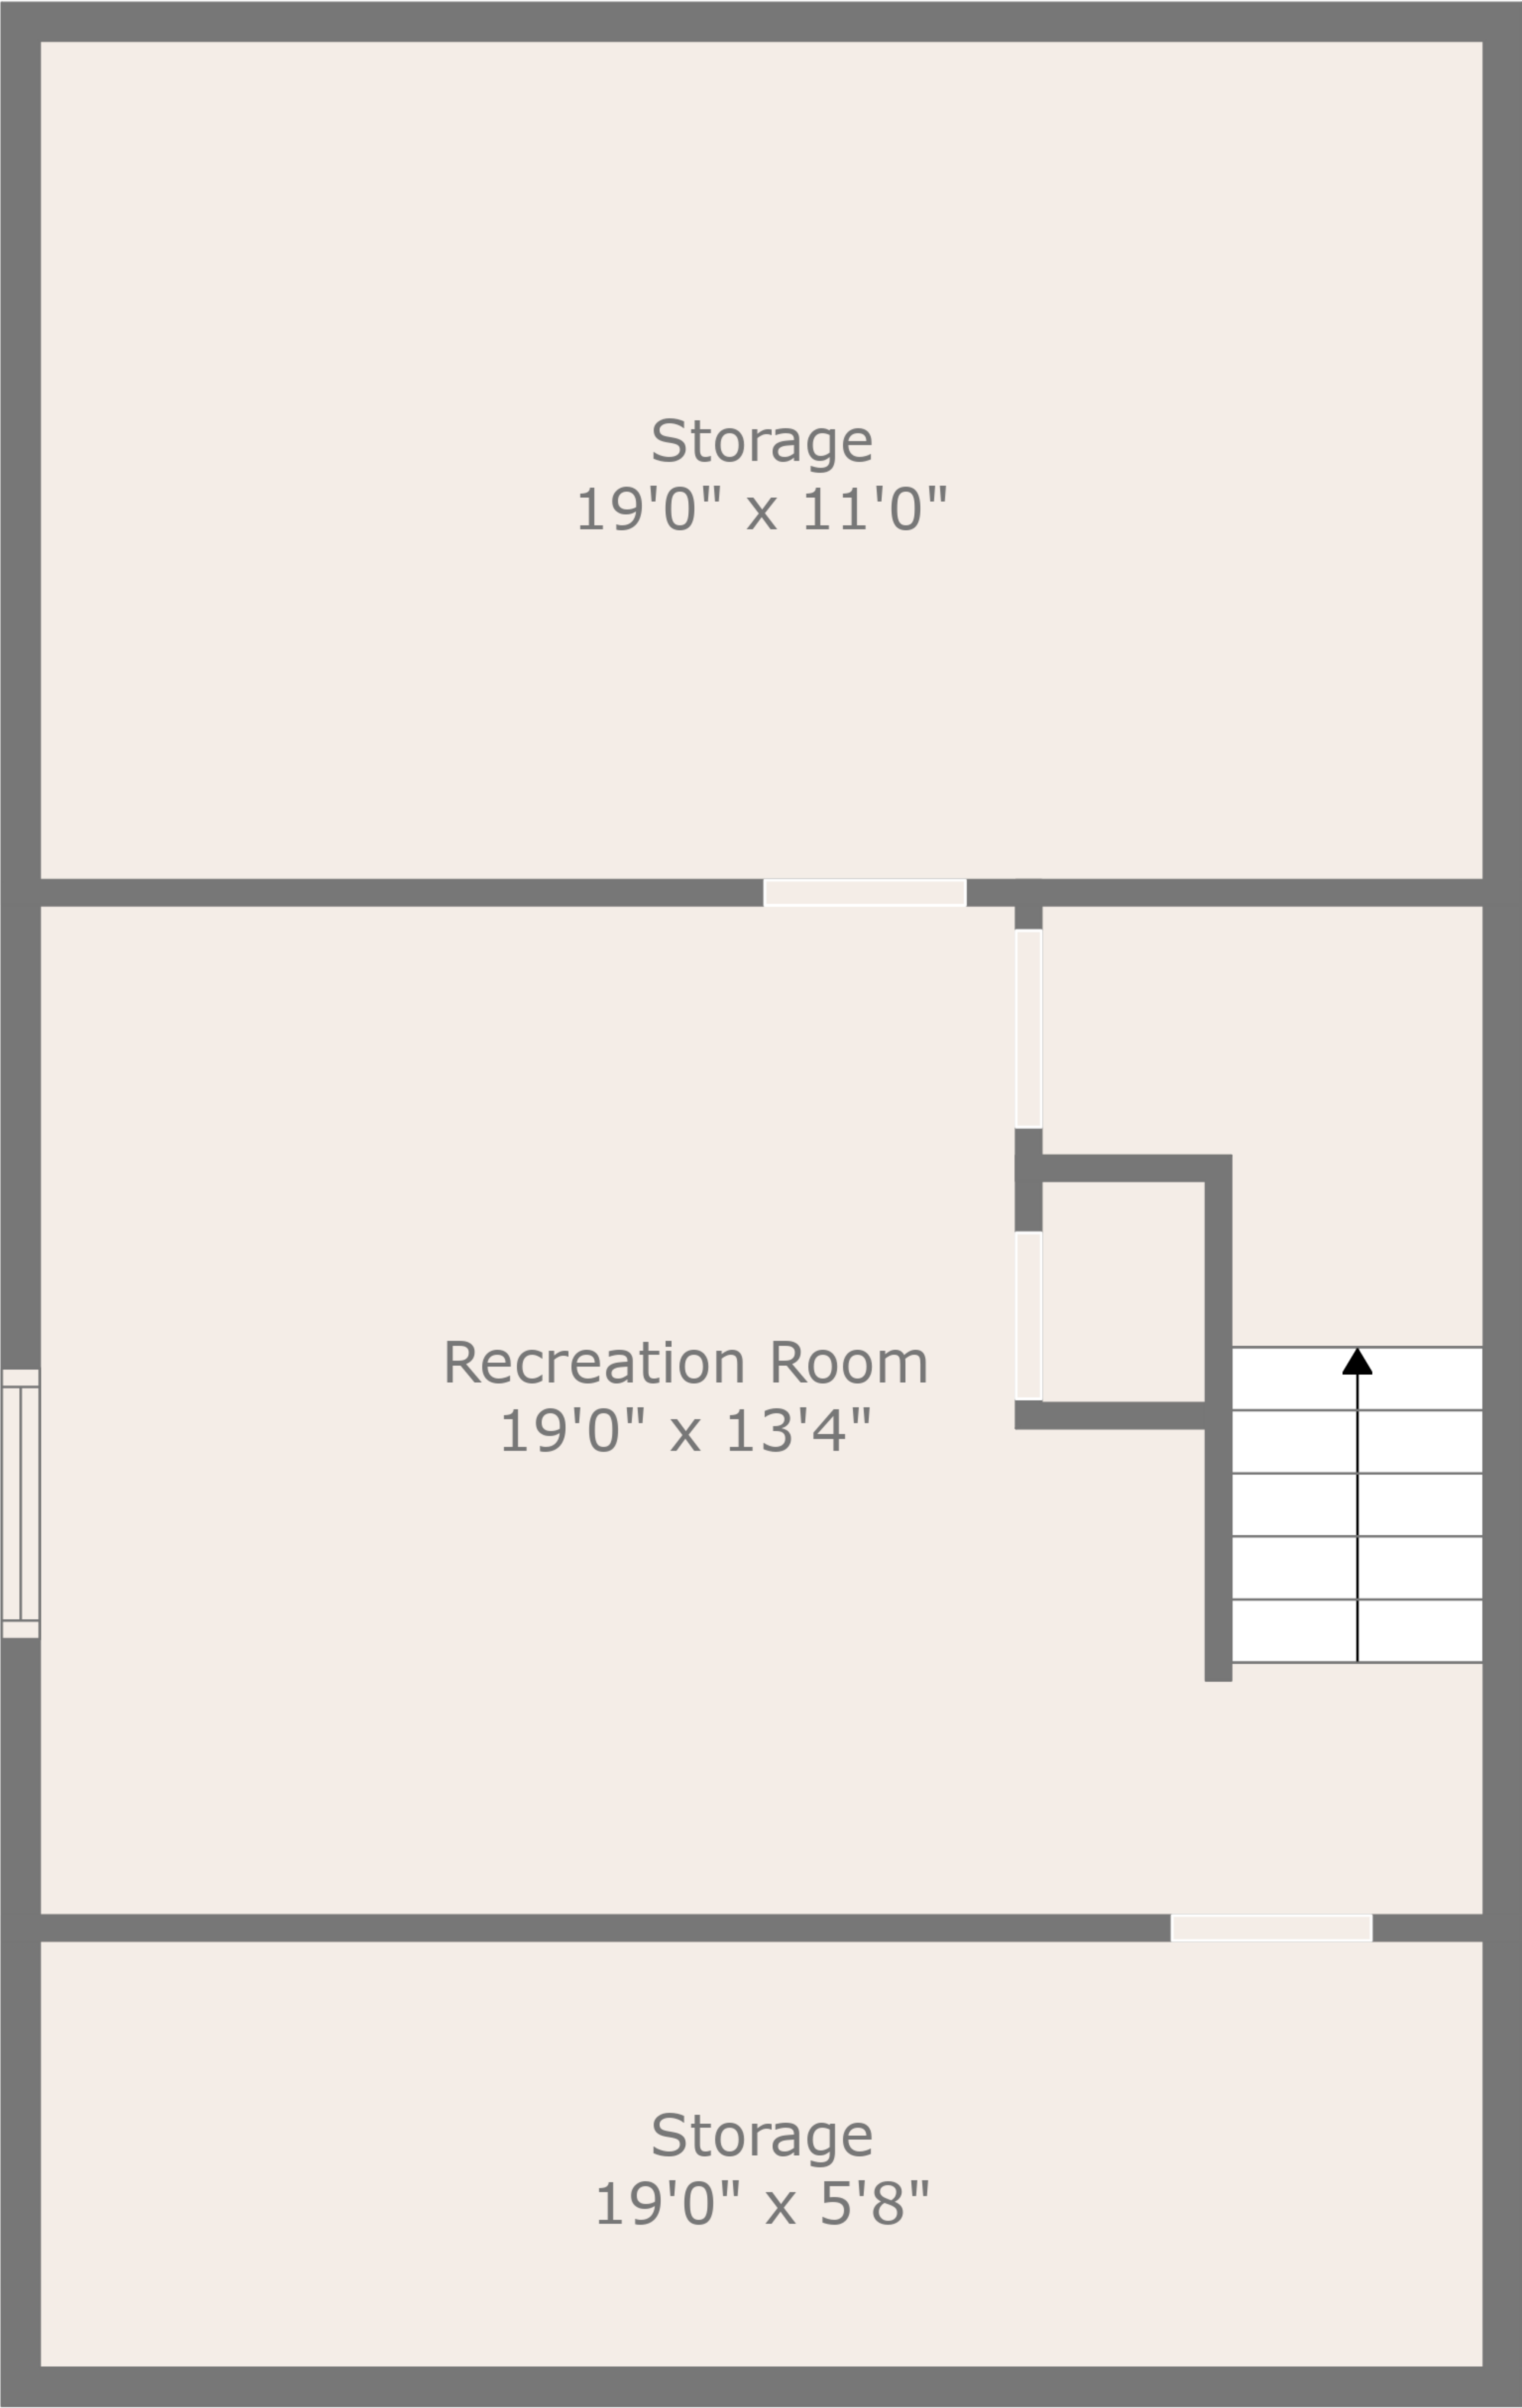 Storage
19'0" x 11'0"
Recreation Room
19'0" x 13'4"
Storage
19'0" x 5'8"